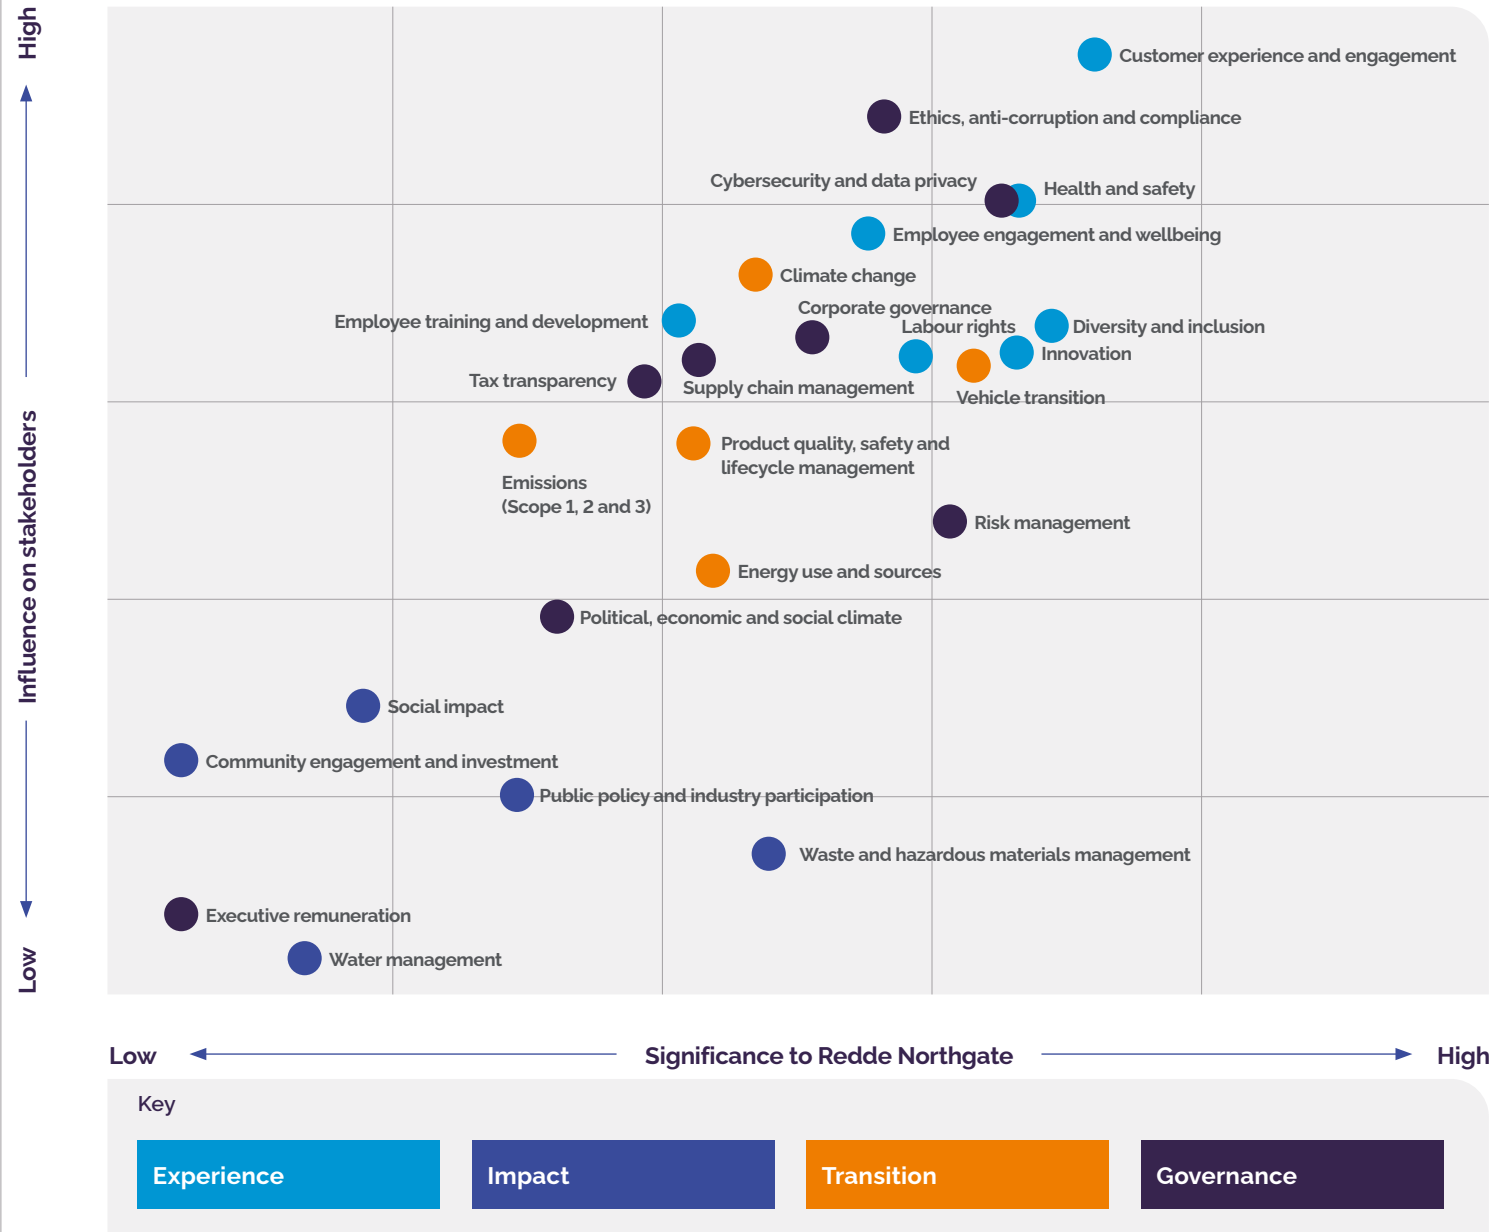 High
Influence on stakeholders
Low
Customer experience and engagement
Ethics, anti-corruption and compliance
Cybersecurity and data privacy
Health and safety
Employee engagement and wellbeing
Climate change
Corporate governance
Employee training and development
Labour rights
Diversity and inclusion
Innovation
Tax transparency
Supply chain management
Vehicle transition
Product quality, safety and
lifecycle management
Emissions
(Scope 1, 2 and 3)
Risk management
Energy use and sources
Political, economic and social climate
Social impact
Community engagement and investment
Public policy and industry participation
Waste and hazardous materials management
Executive remuneration
Water management
Low
Significance to Redde Northgate
High
Key
Experience
Impact
Transition
Governance